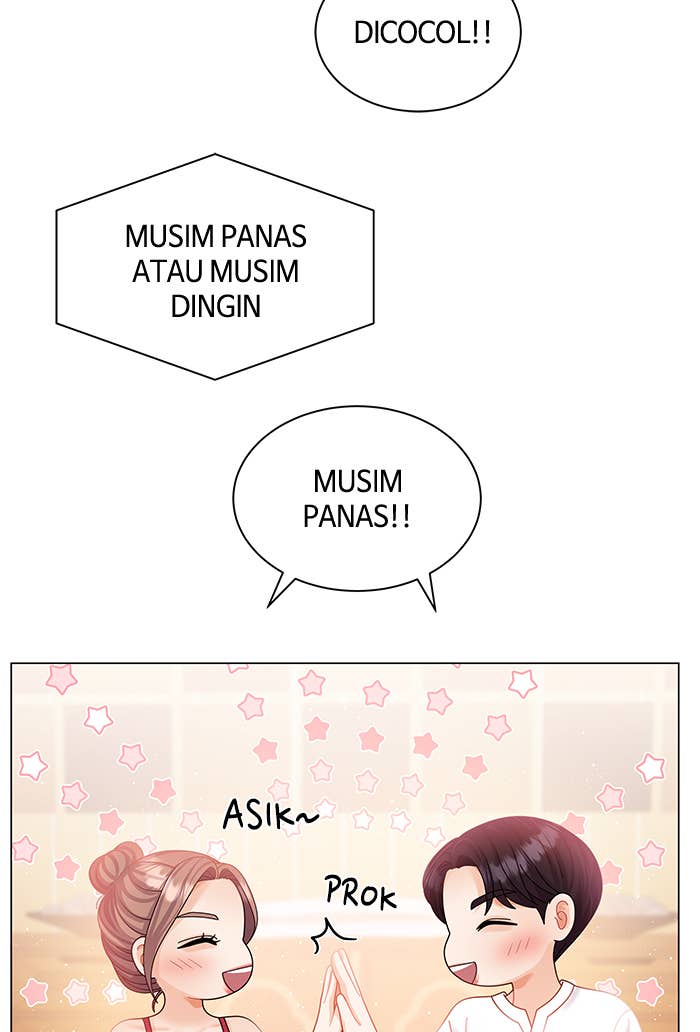 DICOCOL!!
MUSIM PANAS
ATAU MUSIM
DINGIN
MUSIM
PANAS!!
ASIK~
PROK